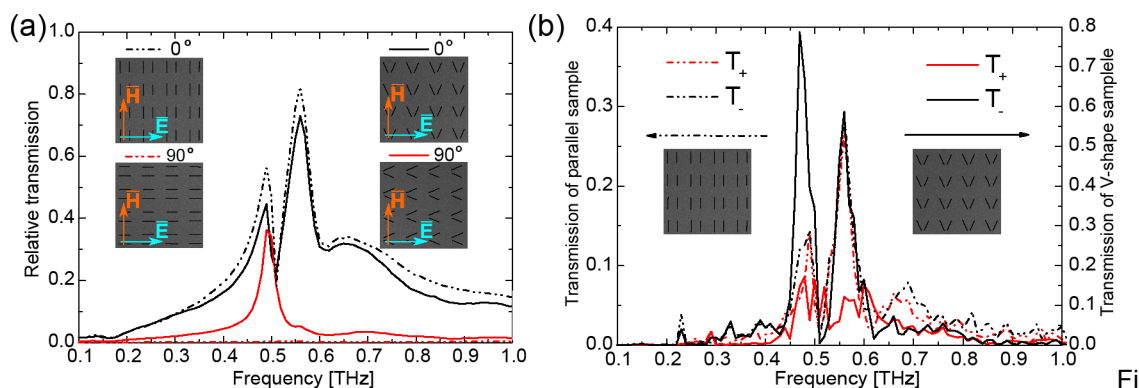 (a)
1.0
0.8
0.6
0.4
0.2
0.0
Relative transmission
0°
0°
H
E
H
E
90°
90°
H
E
H
E
0.1 0.2 0.3 0.4 0.5 0.6 0.7 0.8 0.9 1.0
Frequency [THz]
(b)
0.4
0.3
0.2
0.1
0.0
Transmission of parallel sample
T+
T-
T+
T-
0.8
0.7
0.6
0.5
0.4
0.3
0.2
0.1
0.0
Transmission of V-shape samplele
0.1 0.2 0.3 0.4 0.5 0.6 0.7 0.8 0.9 1.0
Frequency [THz]
Fi